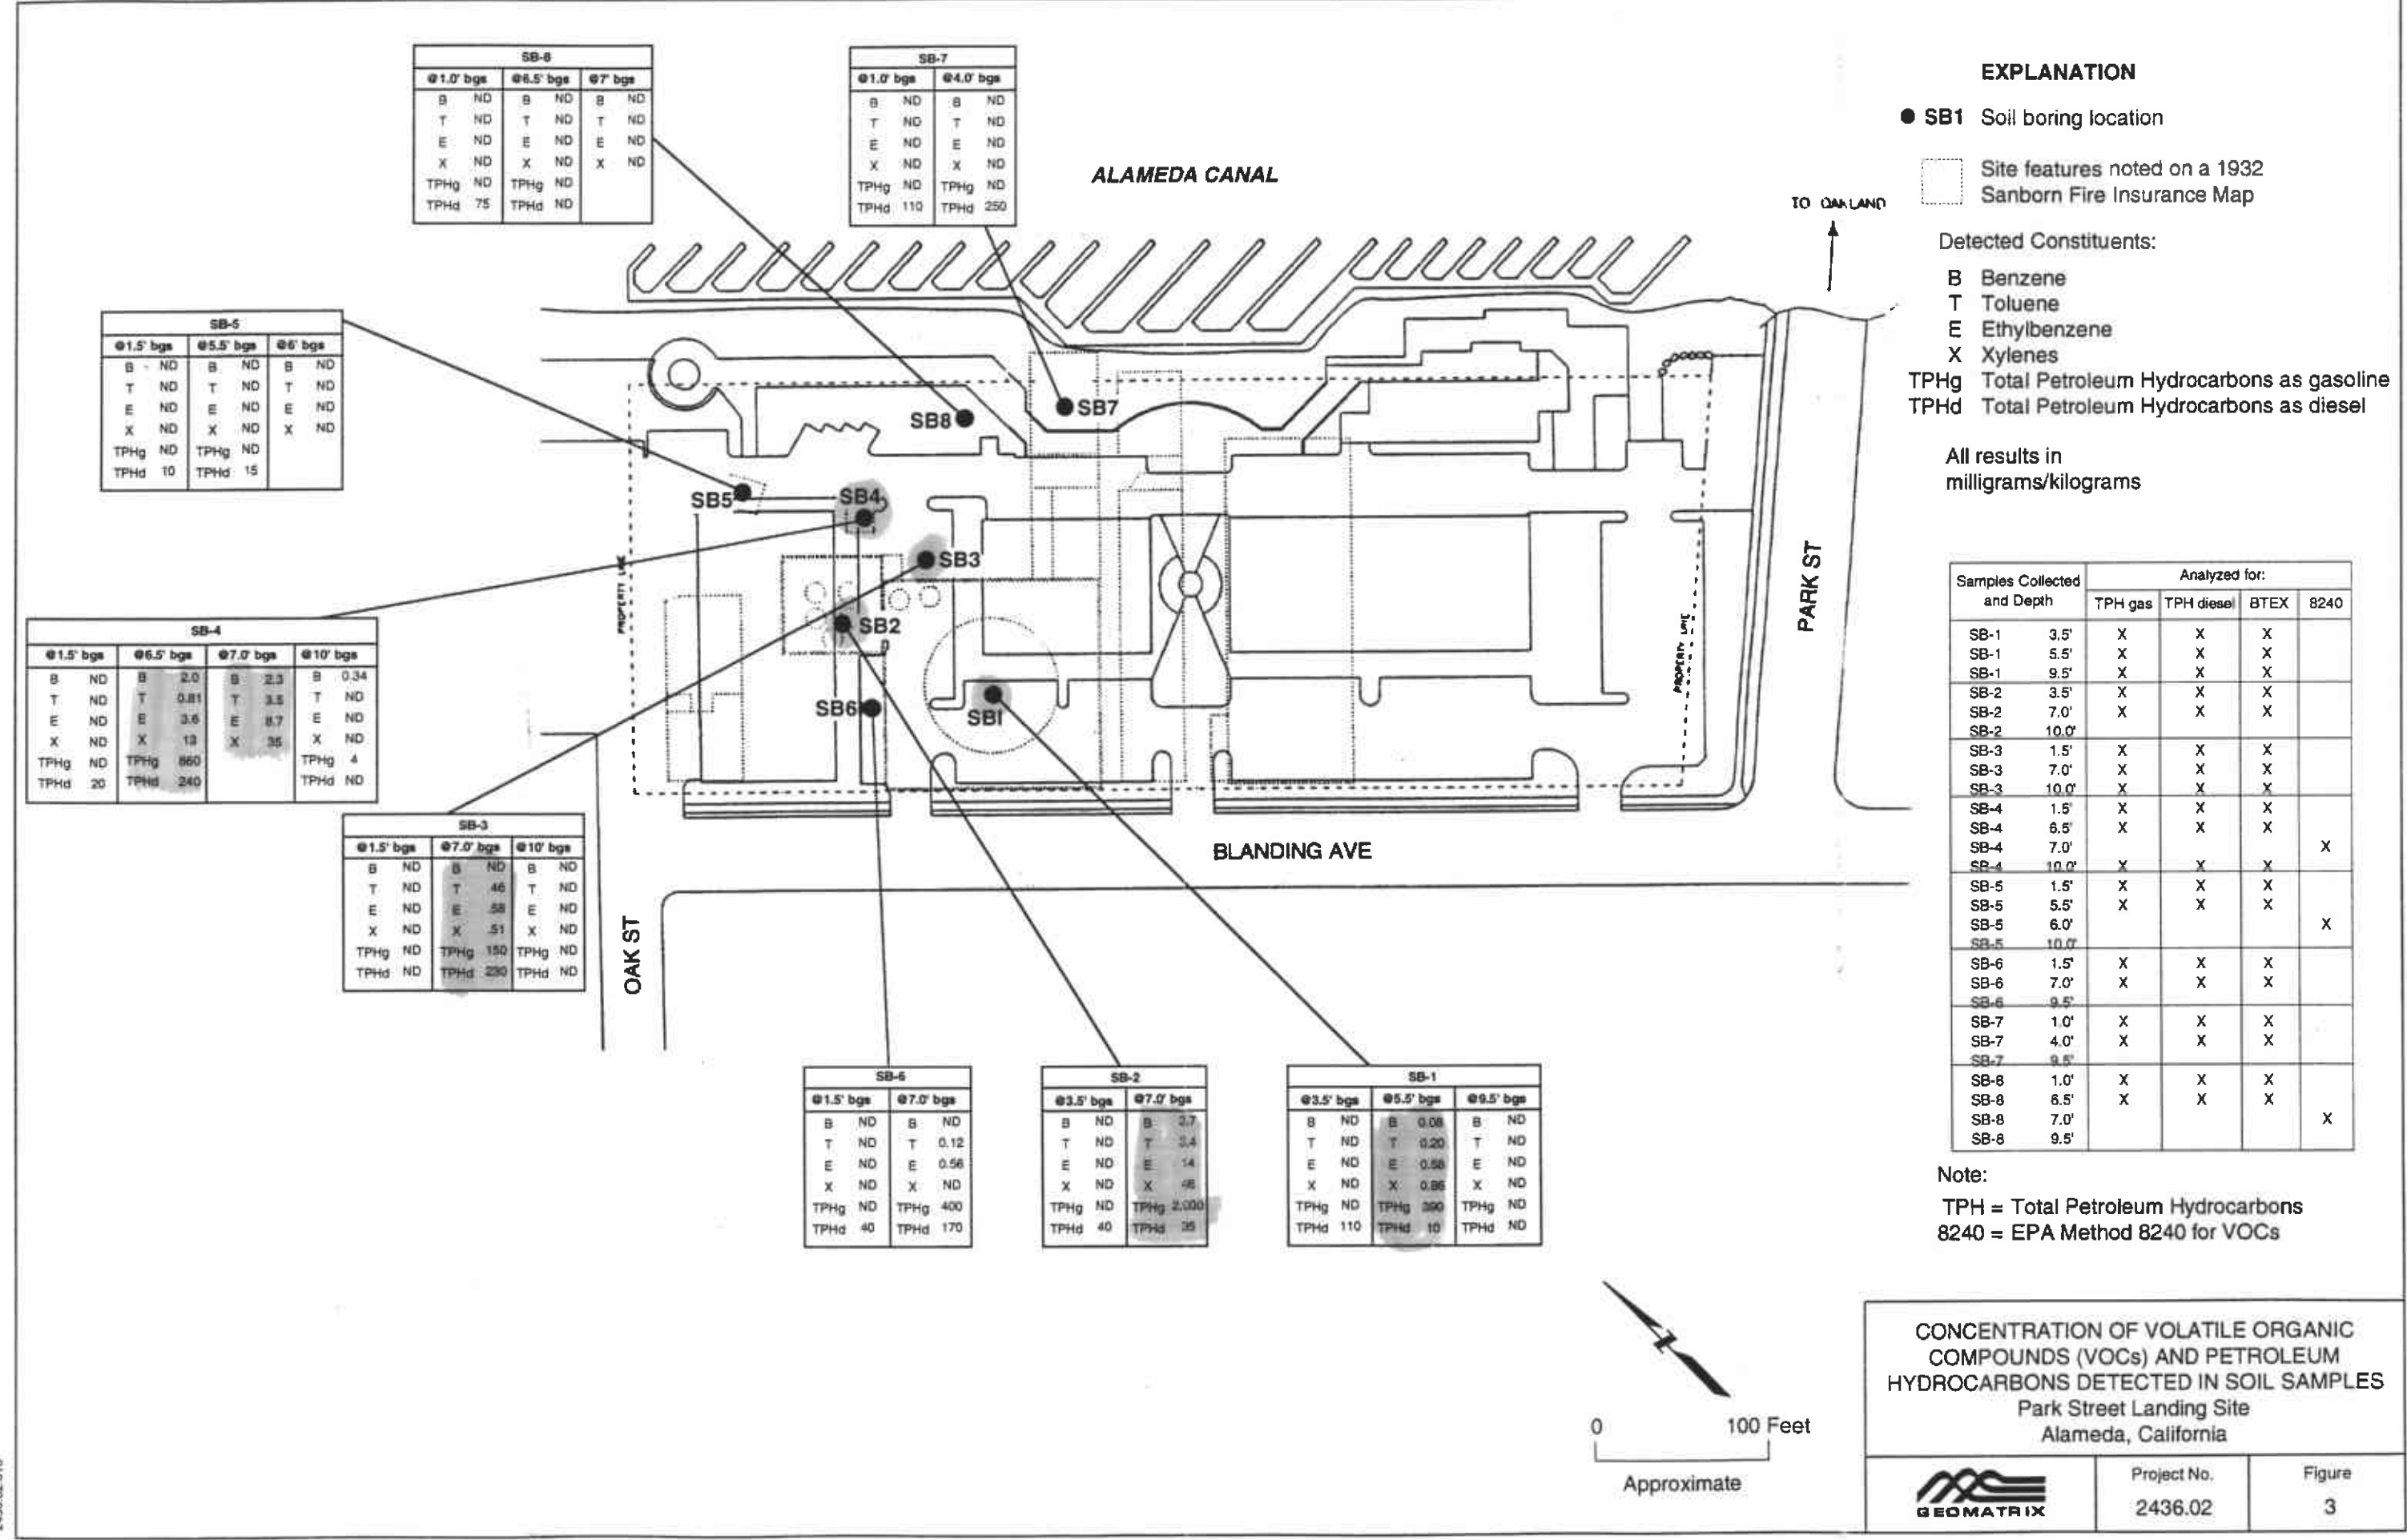 SB-8
@1.0' bgs @6.5' bgs @7' bgs
B ND B ND B ND
T ND T ND T ND
E ND E ND E ND
X ND X ND X ND
TPHg ND TPHg ND
TPHd 75 TPHd ND
SB-7
@1.0' bgs @4.0' bgs
B ND B ND
T ND T ND
E ND E ND
X ND X ND
TPHg ND TPHg ND
TPHd 110 TPHd 250
ALAMEDA CANAL
TO OAKLAND
EXPLANATION
SB1 Soil boring location
Site features noted on a 1932
Sanborn Fire Insurance Map
Detected Constituents:
B Benzene
T Toluene
E Ethylbenzene
X Xylenes
TPHg Total Petroleum Hydrocarbons as gasoline
TPHd Total Petroleum Hydrocarbons as diesel
All results in
milligrams/kilograms
SB-5
@1.5' bgs @5.5' bgs @6' bgs
B ND B ND B ND
T ND T ND T ND
E ND E ND E ND
X ND X ND X ND
TPHg ND TPHg ND
TPHd 10 TPHd 15
SB8
SB7
SB5
SB4
SB3
SB2
SB6
SB1
PROPERTY LINE
PROPERTY LINE
PARK ST
BLANDING AVE
OAK ST
SB-4
@1.5' bgs @6.5' bgs @7.0' bgs @10' bgs
B ND B 2.0 B 2.3 B 0.34
T ND T 0.81 T 3.5 T ND
E ND E 3.6 E 8.7 E ND
X ND X 13 X 35 X ND
TPHg ND TPHg 860 TPHg 4
TPHd 20 TPHd 240 TPHd ND
SB-3
@1.5' bgs @7.0' bgs @10' bgs
B ND B ND B ND
T ND T 46 T ND
E ND E .58 E ND
X ND X .51 X ND
TPHg ND TPHg 150 TPHg ND
TPHd ND TPHd 230 TPHd ND
SB-6
@1.5' bgs @7.0' bgs
B ND B ND
T ND T 0.12
E ND E 0.56
X ND X ND
TPHg ND TPHg 400
TPHd 40 TPHd 170
SB-2
@3.5' bgs @7.0' bgs
B ND B 2.7
T ND T 3.4
E ND E 14
X ND X 46
TPHg ND TPHg 2,000
TPHd 40 TPHd 35
SB-1
@3.5' bgs @5.5' bgs @9.5' bgs
B ND B 0.08 B ND
T ND T 0.20 T ND
E ND E 0.58 E ND
X ND X 0.86 X ND
TPHg ND TPHg 390 TPHg ND
TPHd 110 TPHd 10 TPHd ND
Samples Collected Analyzed for:
and Depth TPH gas TPH diesel BTEX 8240
SB-1 3.5' X X X
SB-1 5.5' X X X
SB-1 9.5' X X X
SB-2 3.5' X X X
SB-2 7.0' X X X
SB-2 10.0'
SB-3 1.5' X X X
SB-3 7.0' X X X
SB-3 10.0' X X X
SB-4 1.5' X X X
SB-4 6.5' X X X
SB-4 7.0' X
SB-4 10.0' X X X
SB-5 1.5' X X X
SB-5 5.5' X X X
SB-5 6.0' X
SB-5 10.0'
SB-6 1.5' X X X
SB-6 7.0' X X X
SB-6 9.5'
SB-7 1.0' X X X
SB-7 4.0' X X X
SB-7 9.5'
SB-8 1.0' X X X
SB-8 6.5' X X X
SB-8 7.0' X
SB-8 9.5'
Note:
TPH = Total Petroleum Hydrocarbons
8240 = EPA Method 8240 for VOCs
0 100 Feet
Approximate
CONCENTRATION OF VOLATILE ORGANIC
COMPOUNDS (VOCs) AND PETROLEUM
HYDROCARBONS DETECTED IN SOIL SAMPLES
Park Street Landing Site
Alameda, California
GEOMATRIX
Project No.
2436.02
Figure
3